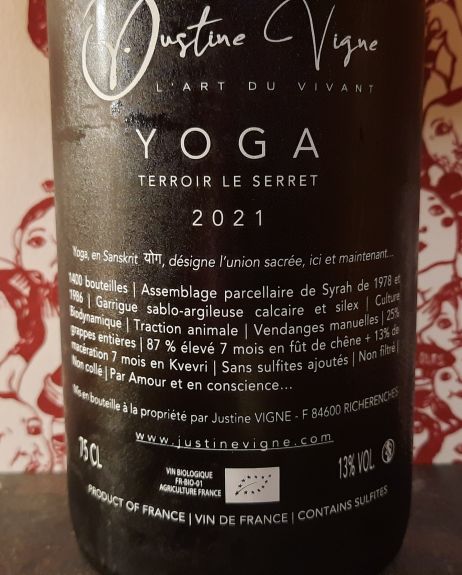 Justine Vigne
L'ART DU VIVANT
YOGA
TERROIR LE SERRET
2021
Yoga, en Sanskrit योग, désigne l'union sacrée, ici et maintenant...
1400 bouteilles | Assemblage parcellaire de Syrah de 1978 et
1986 | Garrigue sablo-argileuse calcaire et silex | Culture
Biodynamique | Traction animale | Vendanges manuelles | 25%
grappes entières | 87 % élevé 7 mois en fût de chêne + 13% de
macération 7 mois en Kvevri | Sans sulfites ajoutés | Non filtré |
Non collé | Par Amour et en conscience...
Mis en bouteille à la propriété par Justine VIGNE - F 84600 RICHERENCHES
www.justinevigne.com
75 CL
VIN BIOLOGIQUE
FR-BIO-01
AGRICULTURE FRANCE
13% VOL.
PRODUCT OF FRANCE | VIN DE FRANCE | CONTAINS SULFITES